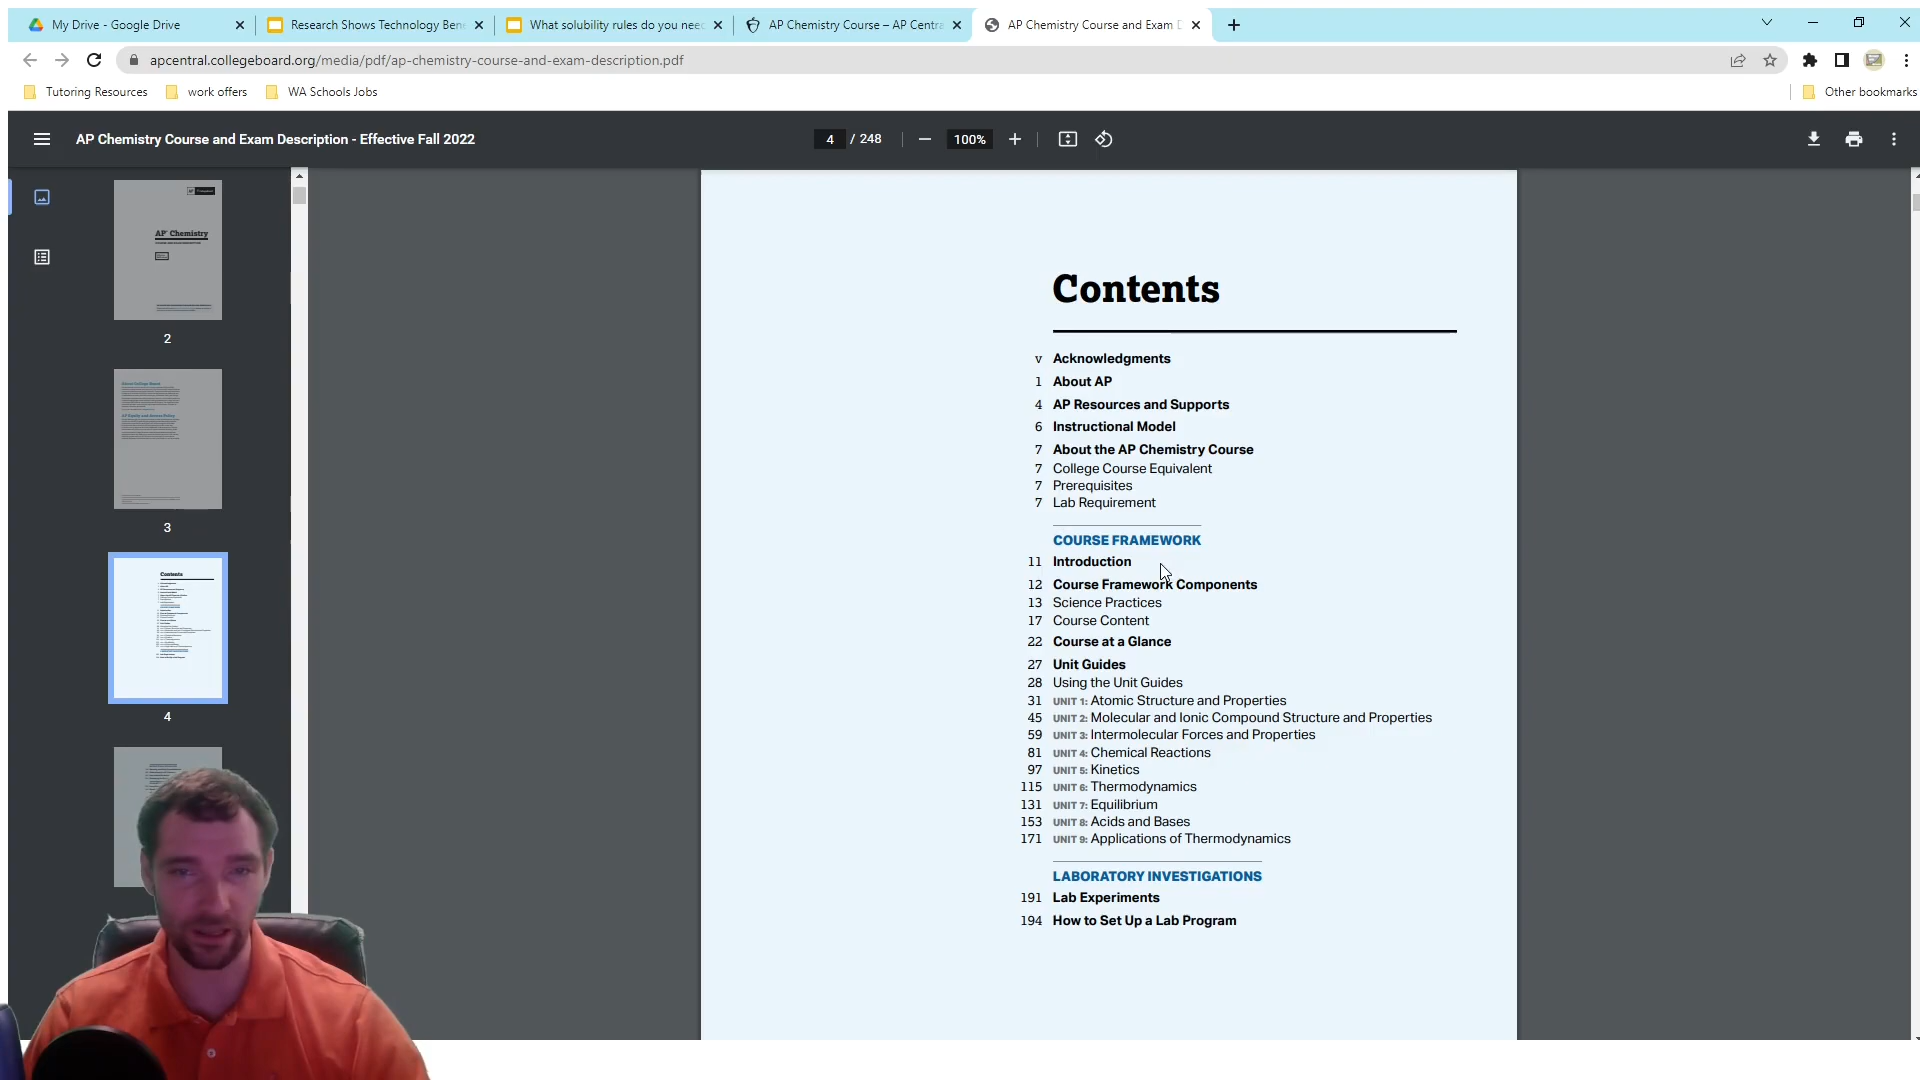 My Drive - Google Drive
Research Shows Technology Bene
What solubility rules do you need
AP Chemistry Course – AP Centra
AP Chemistry Course and Exam D
apcentral.collegeboard.org/media/pdf/ap-chemistry-course-and-exam-description.pdf
Tutoring Resources
work offers
WA Schools Jobs
Other bookmarks
AP Chemistry Course and Exam Description - Effective Fall 2022
4 / 248
100%
AP Chemistry
2
3
Contents
4
Contents
v Acknowledgments
1 About AP
4 AP Resources and Supports
6 Instructional Model
7 About the AP Chemistry Course
7 College Course Equivalent
7 Prerequisites
7 Lab Requirement
COURSE FRAMEWORK
11 Introduction
12 Course Framework Components
13 Science Practices
17 Course Content
22 Course at a Glance
27 Unit Guides
28 Using the Unit Guides
31 UNIT 1: Atomic Structure and Properties
45 UNIT 2: Molecular and Ionic Compound Structure and Properties
59 UNIT 3: Intermolecular Forces and Properties
81 UNIT 4: Chemical Reactions
97 UNIT 5: Kinetics
115 UNIT 6: Thermodynamics
131 UNIT 7: Equilibrium
153 UNIT 8: Acids and Bases
171 UNIT 9: Applications of Thermodynamics
LABORATORY INVESTIGATIONS
191 Lab Experiments
194 How to Set Up a Lab Program